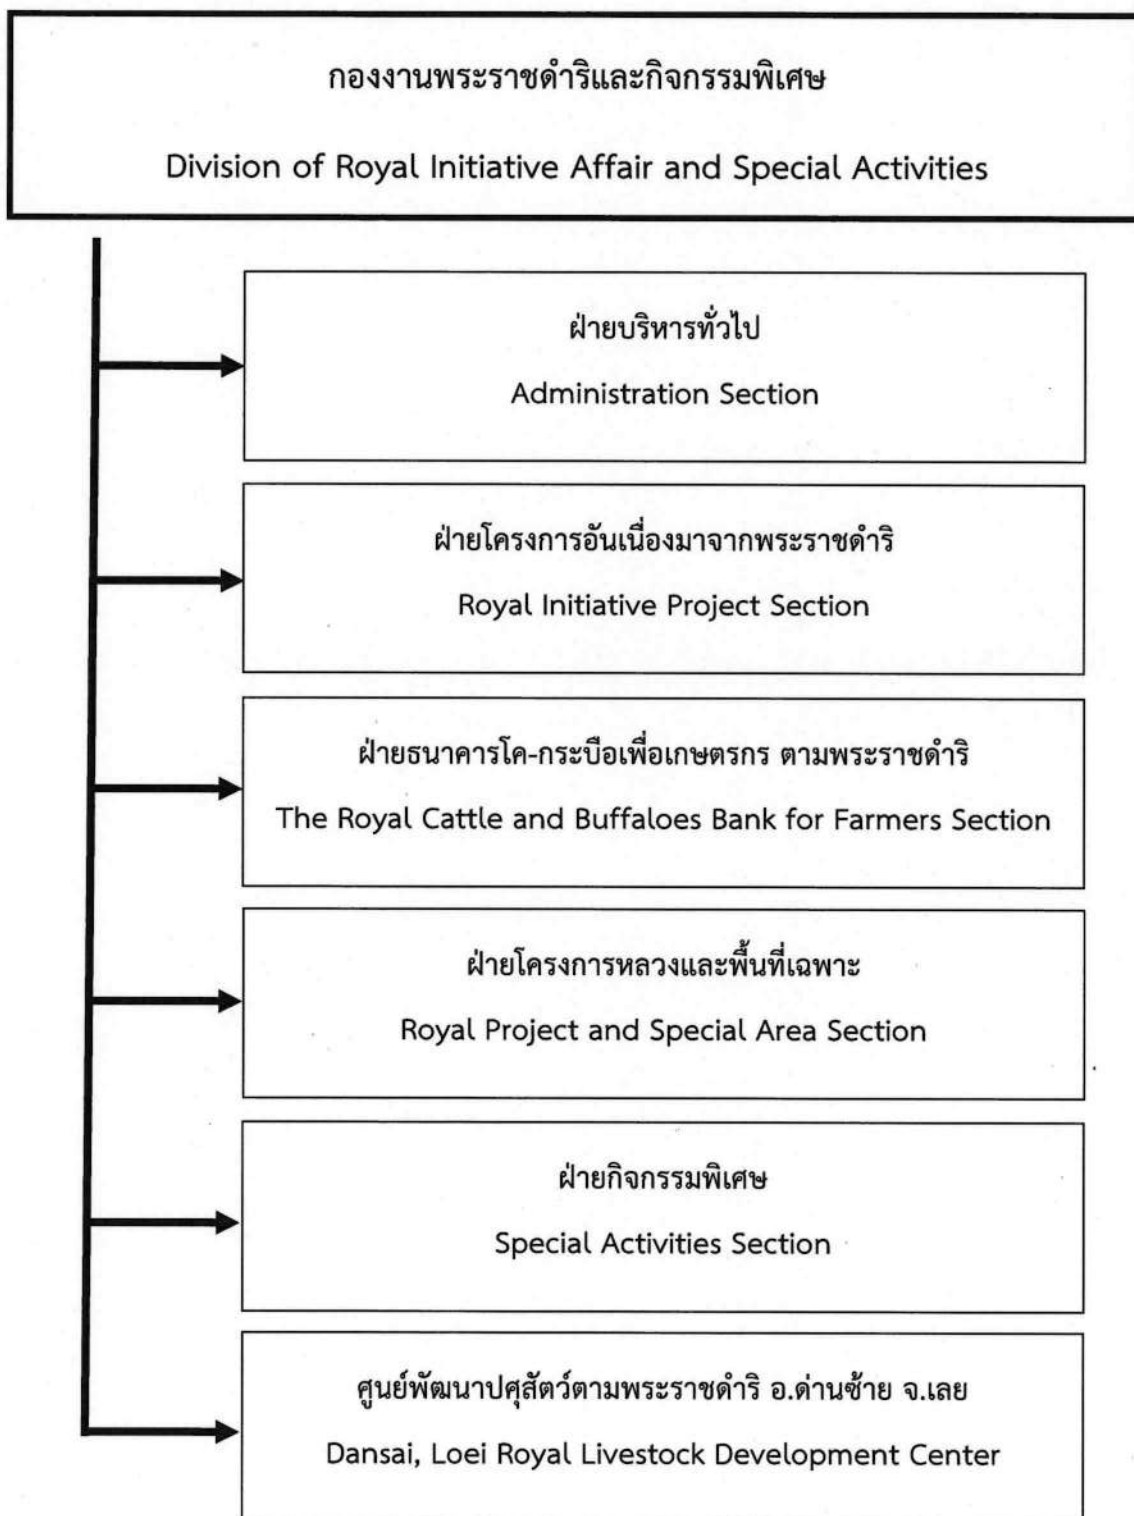 กองงานพระราชดำริและกิจกรรมพิเศษ
Division of Royal Initiative Affair and Special Activities
ฝ่ายบริหารทั่วไป
Administration Section
ฝ่ายโครงการอันเนื่องมาจากพระราชดำริ
Royal Initiative Project Section
ฝ่ายธนาคารโค-กระบือเพื่อเกษตรกร ตามพระราชดำริ
The Royal Cattle and Buffaloes Bank for Farmers Section
ฝ่ายโครงการหลวงและพื้นที่เฉพาะ
Royal Project and Special Area Section
ฝ่ายกิจกรรมพิเศษ
Special Activities Section
ศูนย์พัฒนาปศุสัตว์ตามพระราชดำริ อ.ด่านซ้าย จ.เลย
Dansai, Loei Royal Livestock Development Center